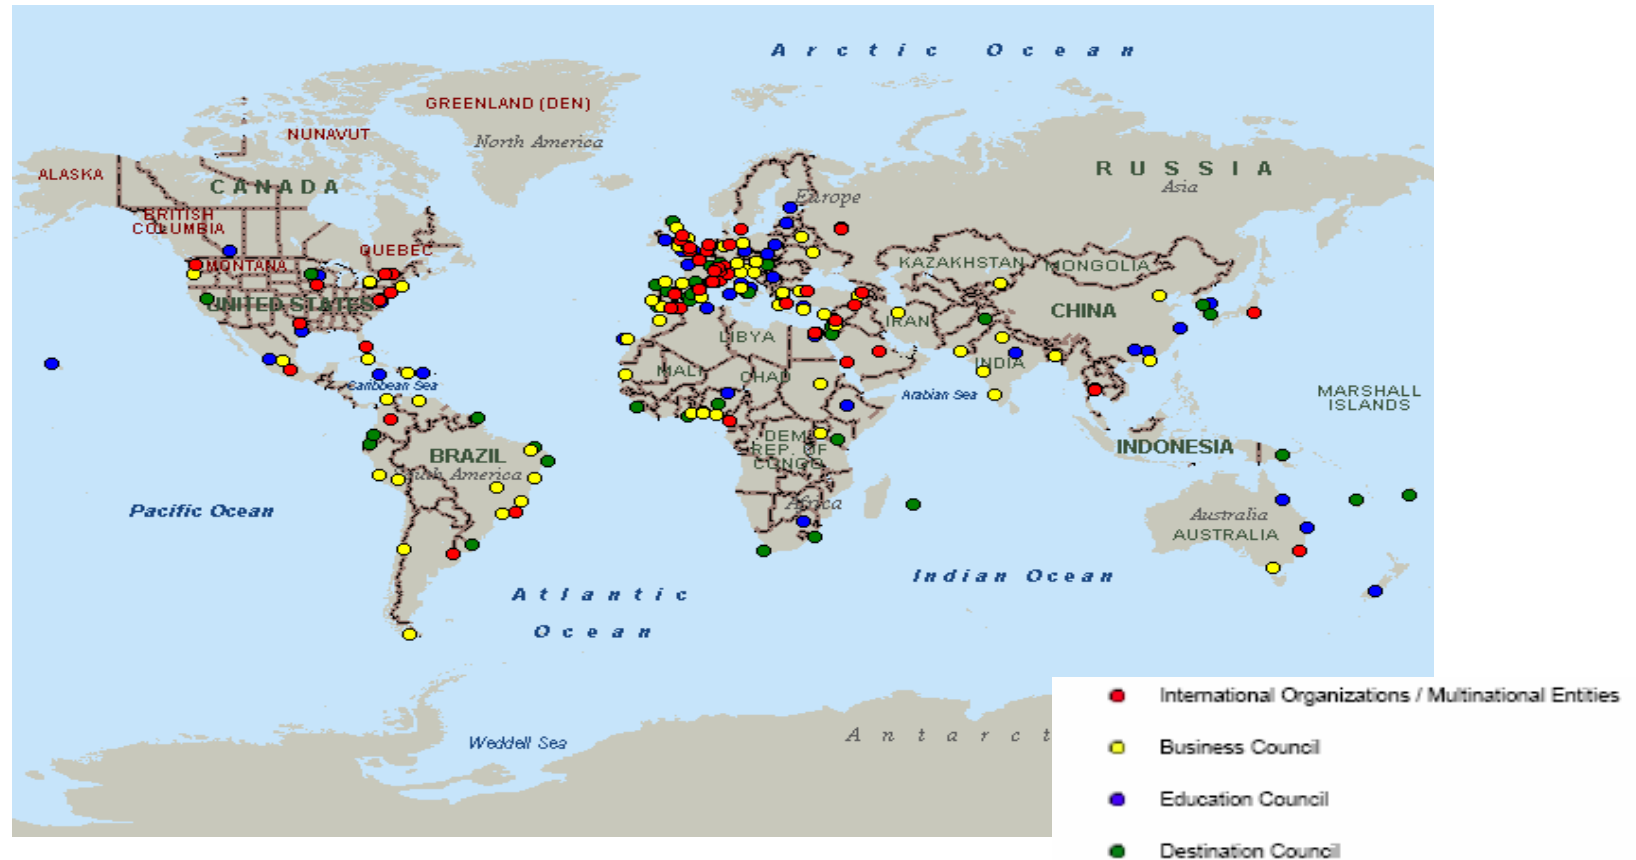 Arctic Ocean
GREENLAND (DEN)
NUNAVUT
North America
ALASKA
CANADA
RUSSIA
Asia
Europe
BRITISH
COLUMBIA
QUEBEC
MONTANA
KAZAKHSTAN
MONGOLIA
UNITED STATES
CHINA
IRAN
LIBYA
INDIA
MALI
CHAD
Caribbean Sea
Arabian Sea
MARSHALL
ISLANDS
DEM.
REP. OF
CONGO
INDONESIA
BRAZIL
South America
Africa
Pacific Ocean
Australia
AUSTRALIA
Indian Ocean
Atlantic
Ocean
Weddell Sea
Antarct
International Organizations / Multinational Entities
Business Council
Education Council
Destination Council